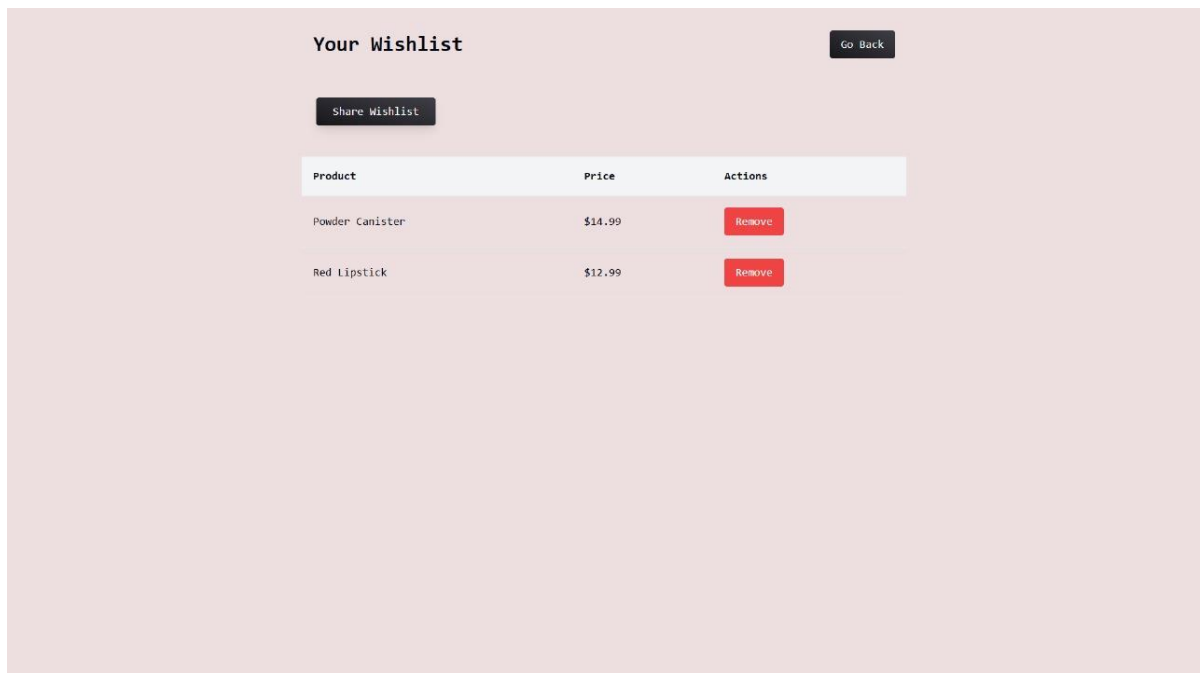 Your Wishlist
Go Back
Share Wishlist
Product Price Actions
Powder Canister $14.99 Remove
Red Lipstick $12.99 Remove